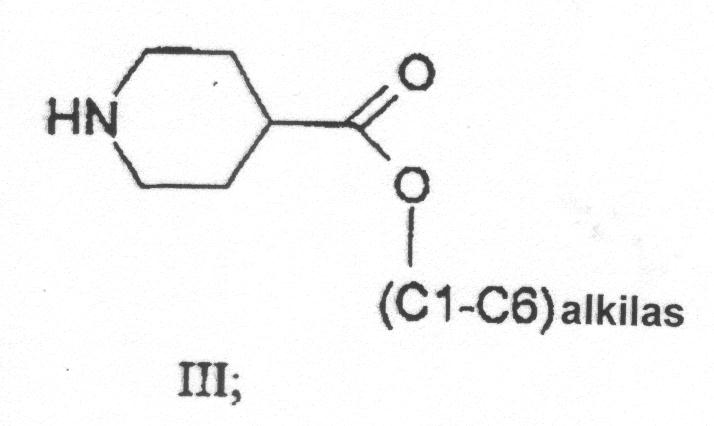 O
HN
O
(C1-C6)alkilas
III;